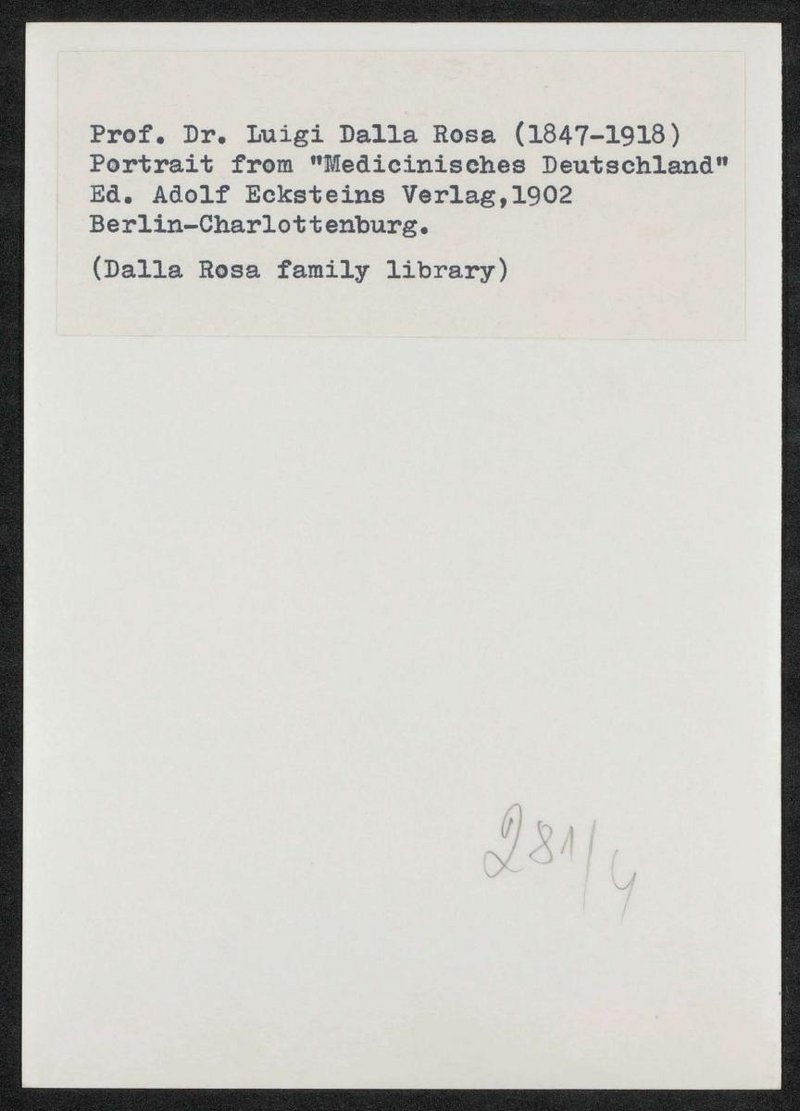 Prof. Dr. Luigi Dalla Rosa (1847-1918)
Portrait from "Medicinisches Deutschland"
Ed. Adolf Ecksteins Verlag,1902
Berlin-Charlottenburg.
(Dalla Rosa family library)
281/4